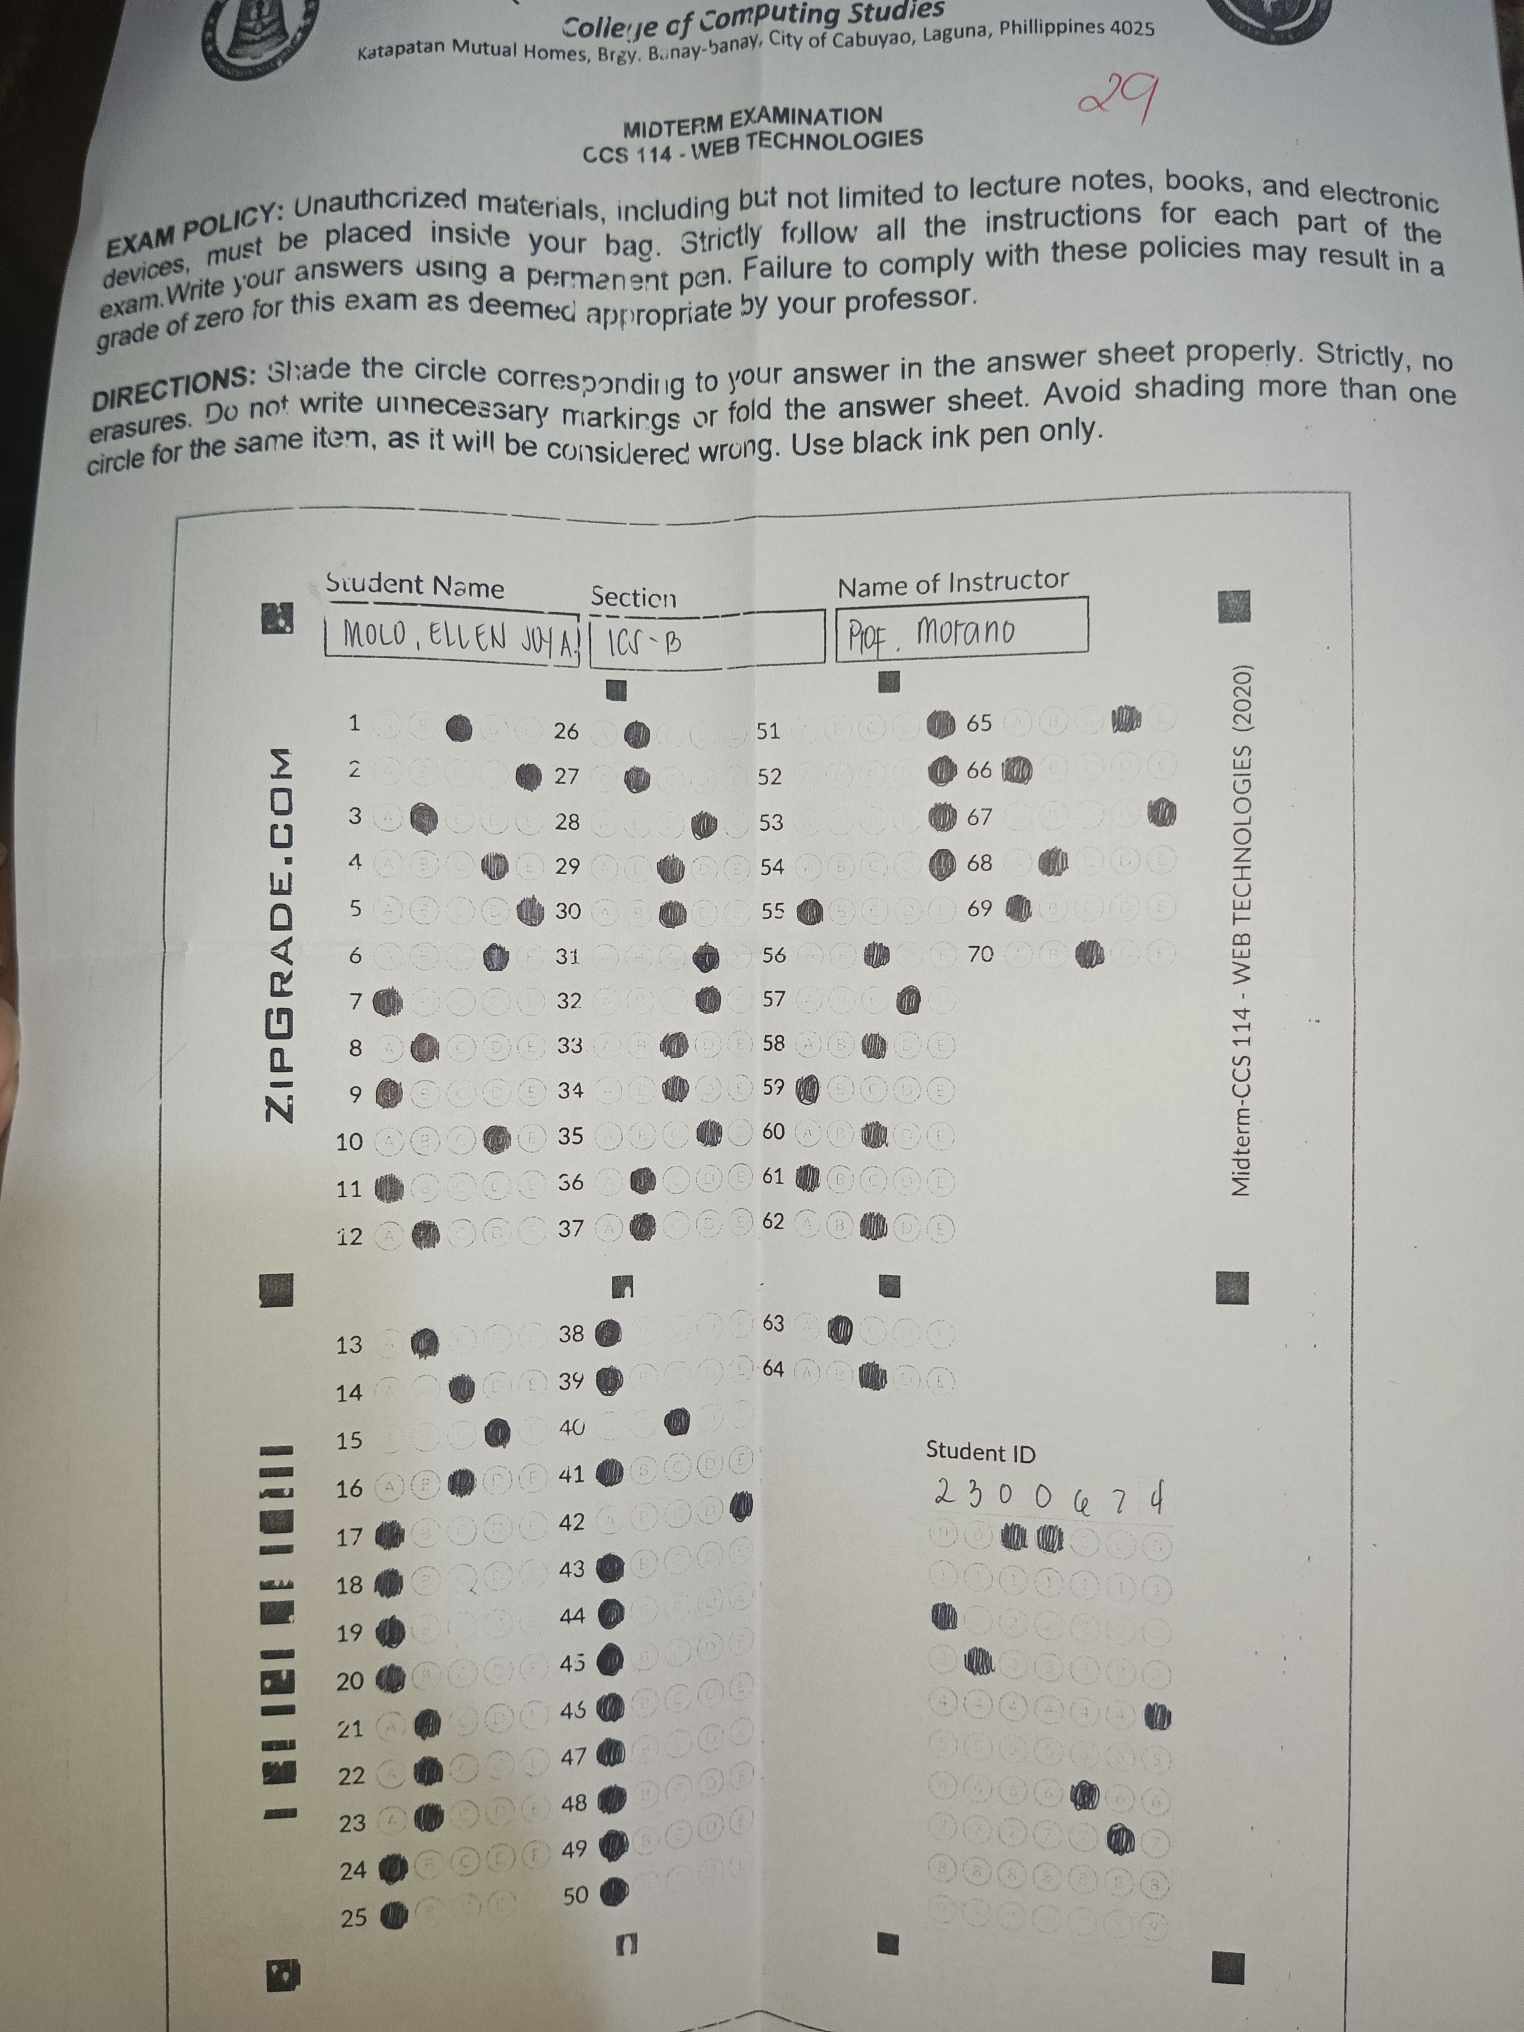 College of Computing Studies
Katapatan Mutual Homes, Brgy. Banay-banay, City of Cabuyao, Laguna, Phillippines 4025
29
MIDTERM EXAMINATION
CCS 114 - WEB TECHNOLOGIES
EXAM POLICY: Unauthorized materials, including but not limited to lecture notes, books, and electronic
devices, must be placed inside your bag. Strictly follow all the instructions for each part of the
exam.Write your answers using a permanent pen. Failure to comply with these policies may result in a
grade of zero for this exam as deemed appropriate by your professor.
DIRECTIONS: Shade the circle corresponding to your answer in the answer sheet properly. Strictly, no
erasures. Do not write unnecessary markings or fold the answer sheet. Avoid shading more than one
circle for the same item, as it will be considered wrong. Use black ink pen only.
Student Name Section Name of Instructor
MOLO, ELLEN JOY A. 1CS-B Prof. Morano
ZIPGRADE.COM
Midterm-CCS 114 - WEB TECHNOLOGIES (2020)
1 26 51 65
2 27 52 66
3 28 53 67
4 29 54 68
5 30 55 69
6 31 56 70
7 32 57
8 33 58
9 34 59
10 35 60
11 36 61
12 37 62
13 38 63
14 39 64
15 40
16 41
17 42
18 43
19 44
20 45
21 46
22 47
23 48
24 49
25 50
Student ID
2 3 0 0 6 7 4